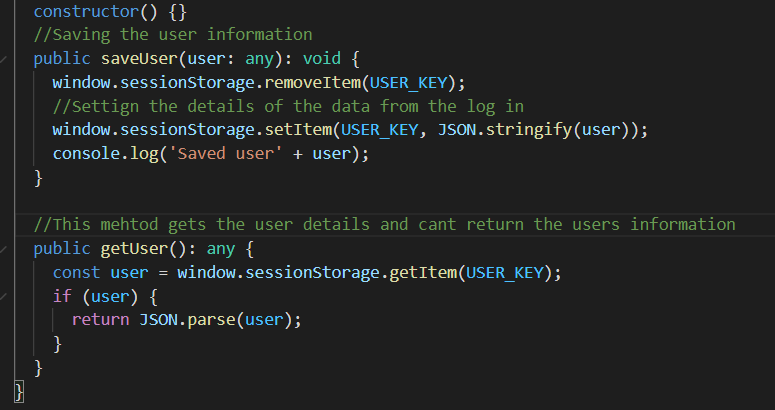 constructor() {}
//Saving the user information
public saveUser(user: any): void {
window.sessionStorage.removeItem(USER_KEY);
//Settign the details of the data from the log in
window.sessionStorage.setItem(USER_KEY, JSON.stringify(user));
console.log('Saved user' + user);
}
//This mehtod gets the user details and cant return the users information
public getUser(): any {
const user = window.sessionStorage.getItem(USER_KEY);
if (user) {
return JSON.parse(user);
}
}
}